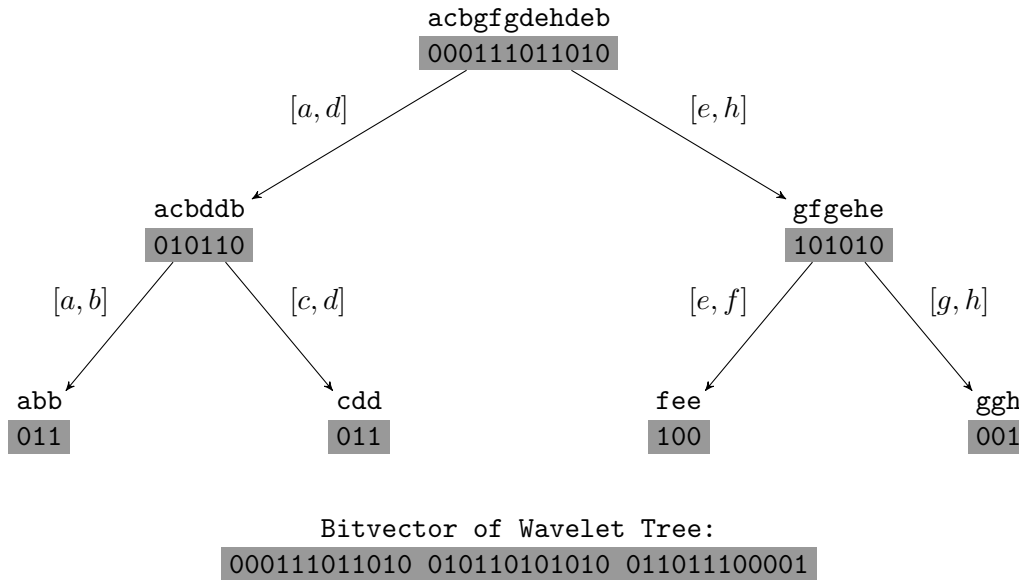 acbgfgdehdeb
000111011010
[a, d] [e, h]
acbddb gfgehe
010110 101010
[a, b] [c, d] [e, f] [g, h]
abb cdd fee ggh
011 011 100 001
Bitvector of Wavelet Tree:
000111011010 010110101010 011011100001